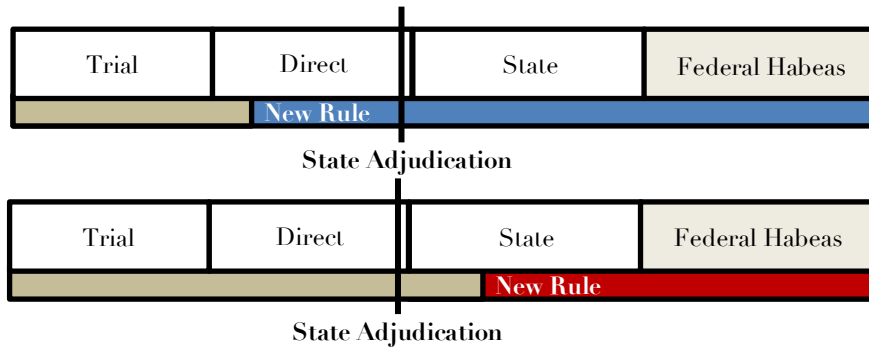 Trial Direct State Federal Habeas
New Rule
State Adjudication
Trial Direct State Federal Habeas
New Rule
State Adjudication